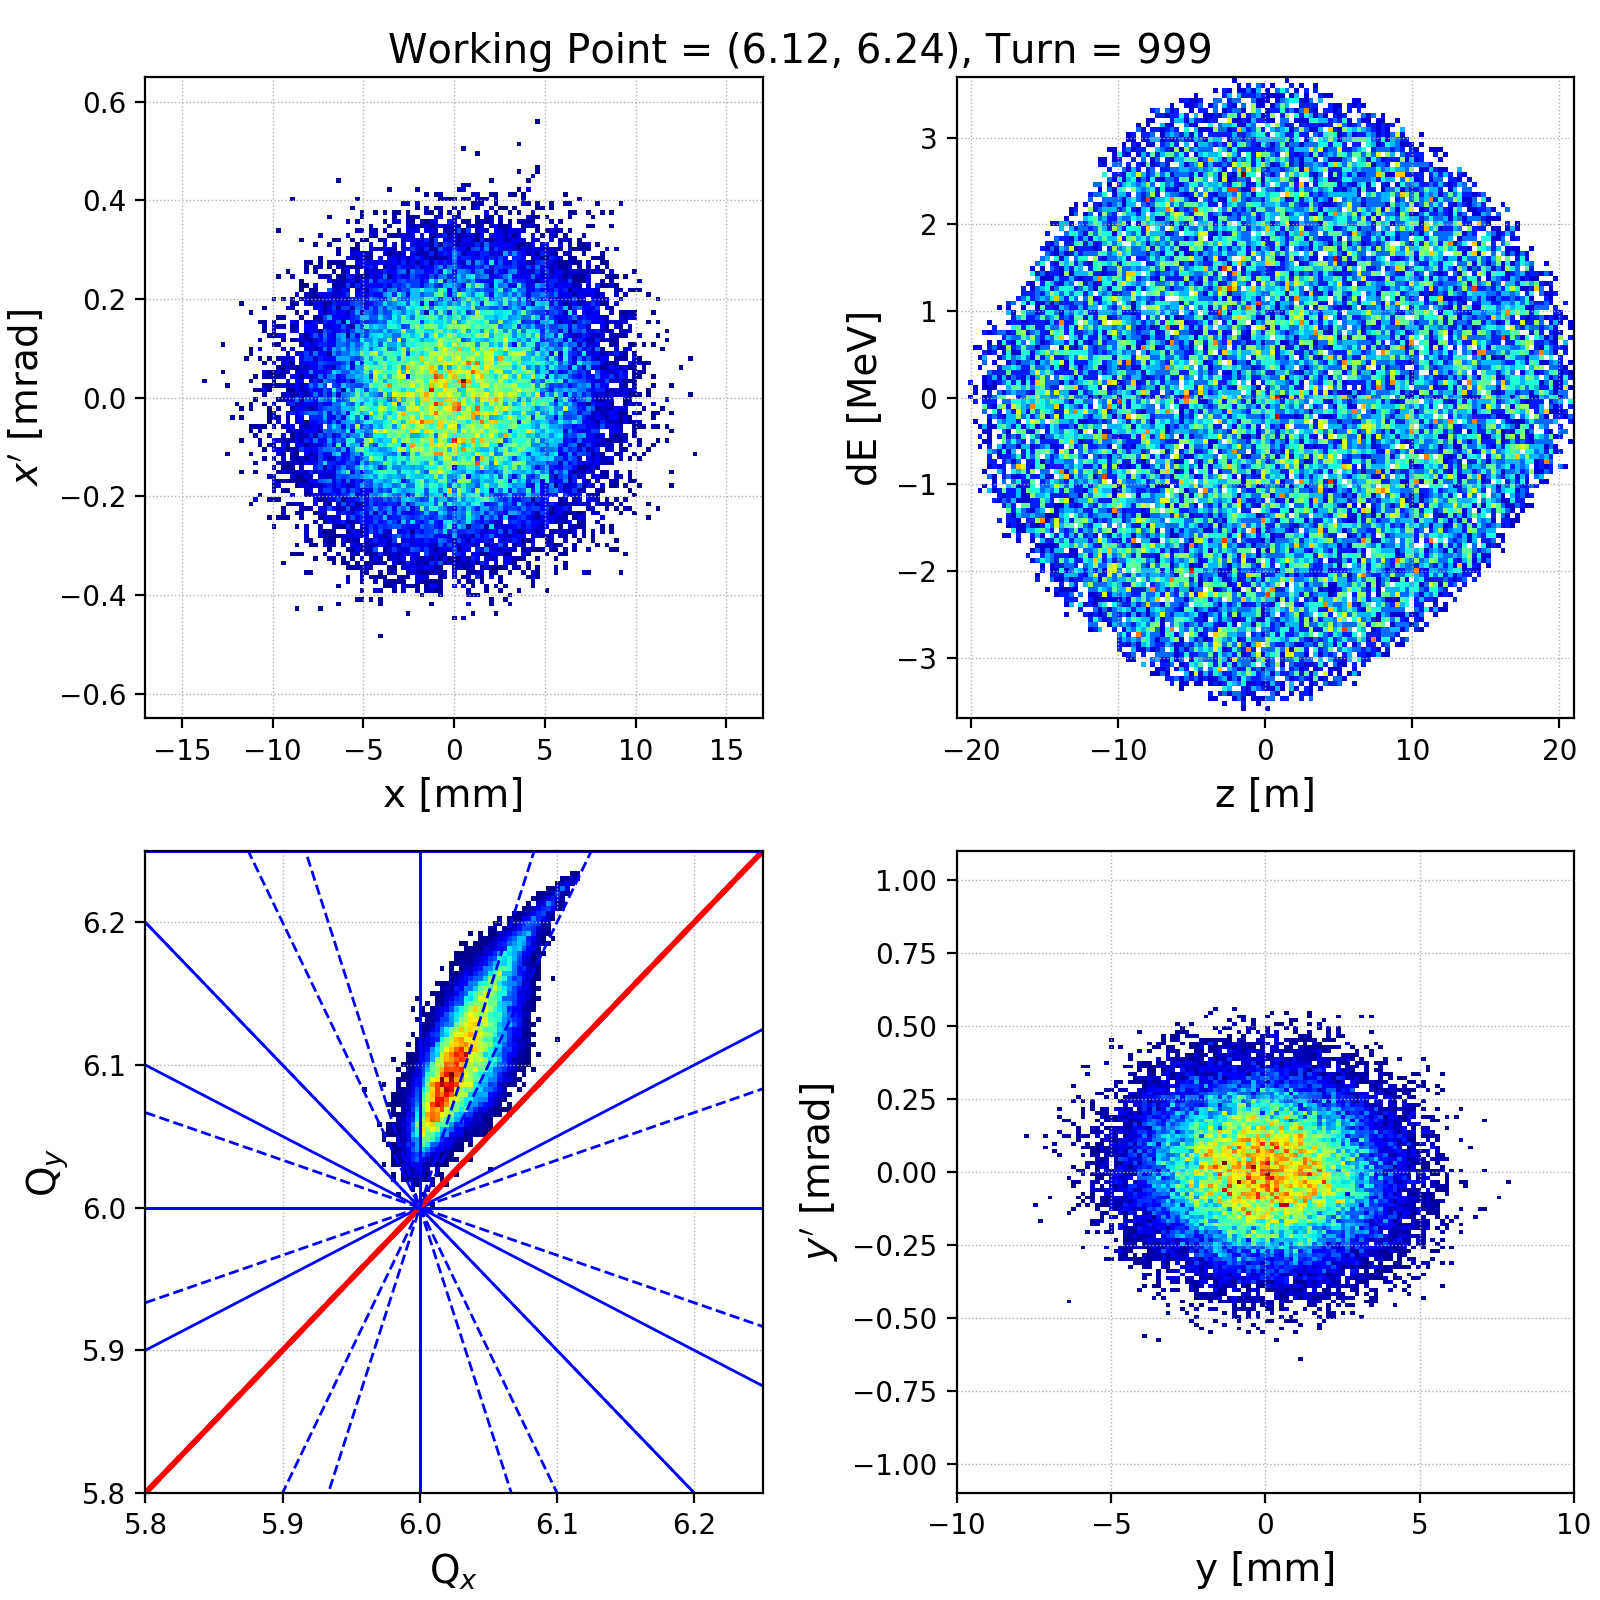 Working Point = (6.12, 6.24), Turn = 999
0.6
0.4
0.2
0.0
−0.2
−0.4
−0.6
x′ [mrad]
−15 −10 −5 0 5 10 15
x [mm]
3
2
1
0
−1
−2
−3
dE [MeV]
−20 −10 0 10 20
z [m]
6.2
6.1
6.0
5.9
5.8
Qy
5.8 5.9 6.0 6.1 6.2
Qx
1.00
0.75
0.50
0.25
0.00
−0.25
−0.50
−0.75
−1.00
y′ [mrad]
−10 −5 0 5 10
y [mm]